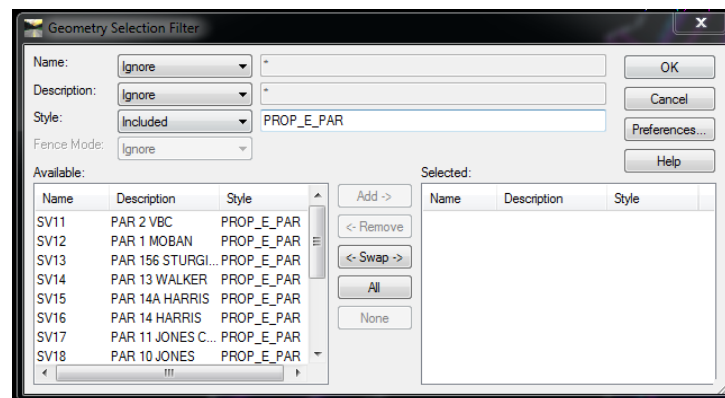 Geometry Selection Filter
x
Name: Ignore * OK
Description: Ignore * Cancel
Style: Included PROP_E_PAR Preferences...
Fence Mode: Ignore Help
Available: Selected:
Name Description Style Add -> Name Description Style
SV11 PAR 2 VBC PROP_E_PAR <- Remove
SV12 PAR 1 MOBAN PROP_E_PAR
SV13 PAR 156 STURGI... PROP_E_PAR <- Swap ->
SV14 PAR 13 WALKER PROP_E_PAR All
SV15 PAR 14A HARRIS PROP_E_PAR
SV16 PAR 14 HARRIS PROP_E_PAR None
SV17 PAR 11 JONES C... PROP_E_PAR
SV18 PAR 10 JONES PROP_E_PAR